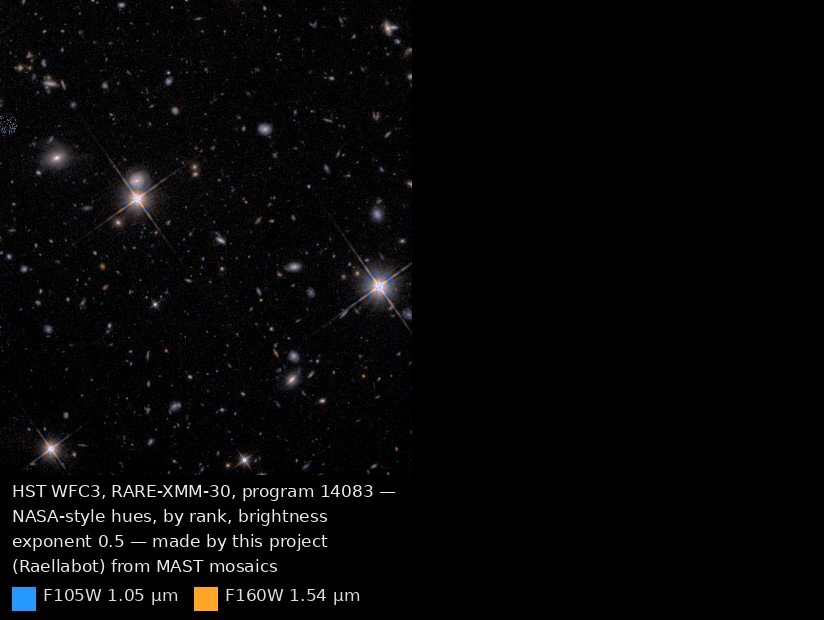 HST WFC3, RARE-XMM-30, program 14083 —
NASA-style hues, by rank, brightness
exponent 0.5 — made by this project
(Raellabot) from MAST mosaics
F105W 1.05 µm F160W 1.54 µm